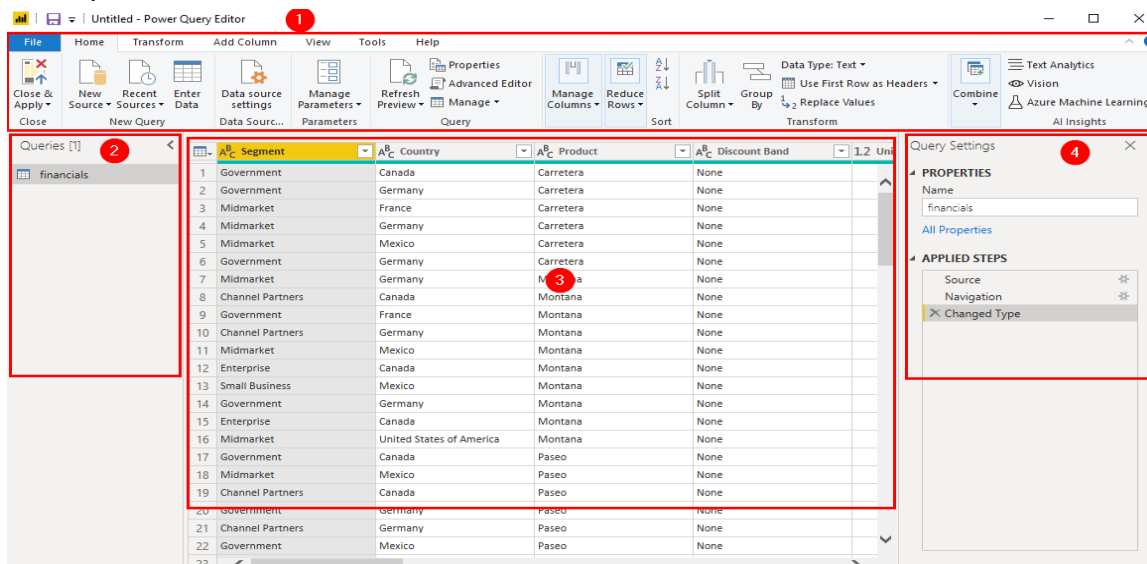 Untitled - Power Query Editor
1
File Home Transform Add Column View Tools Help
Close & Apply New Source Recent Sources Enter Data Data source settings Manage Parameters Refresh Preview Properties Advanced Editor Manage Manage Columns Reduce Rows Split Column Group By Data Type: Text Use First Row as Headers Replace Values Combine Text Analytics Vision Azure Machine Learning
Close New Query Data Sourc... Parameters Query Sort Transform AI Insights
Queries [1] 2
financials
Segment Country Product Discount Band 1.2 Uni
1 Government Canada Carretera None
2 Government Germany Carretera None
3 Midmarket France Carretera None
4 Midmarket Germany Carretera None
5 Midmarket Mexico Carretera None
6 Government Germany Carretera None
7 Midmarket Germany 3 None
8 Channel Partners Canada Montana None
9 Government France Montana None
10 Channel Partners Germany Montana None
11 Midmarket Mexico Montana None
12 Enterprise Canada Montana None
13 Small Business Mexico Montana None
14 Government Germany Montana None
15 Enterprise Canada Montana None
16 Midmarket United States of America Montana None
17 Government Canada Paseo None
18 Midmarket Mexico Paseo None
19 Channel Partners Canada Paseo None
20 Government Germany Paseo None
21 Channel Partners Germany Paseo None
22 Government Mexico Paseo None
23
Query Settings 4
PROPERTIES
Name
financials
All Properties
APPLIED STEPS
Source
Navigation
Changed Type